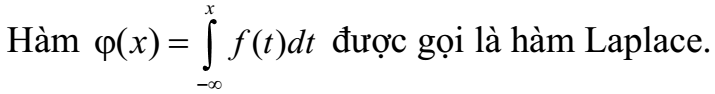 Hàm φ(x) = ∫_{-∞}^{x} f(t)dt được gọi là hàm Laplace.